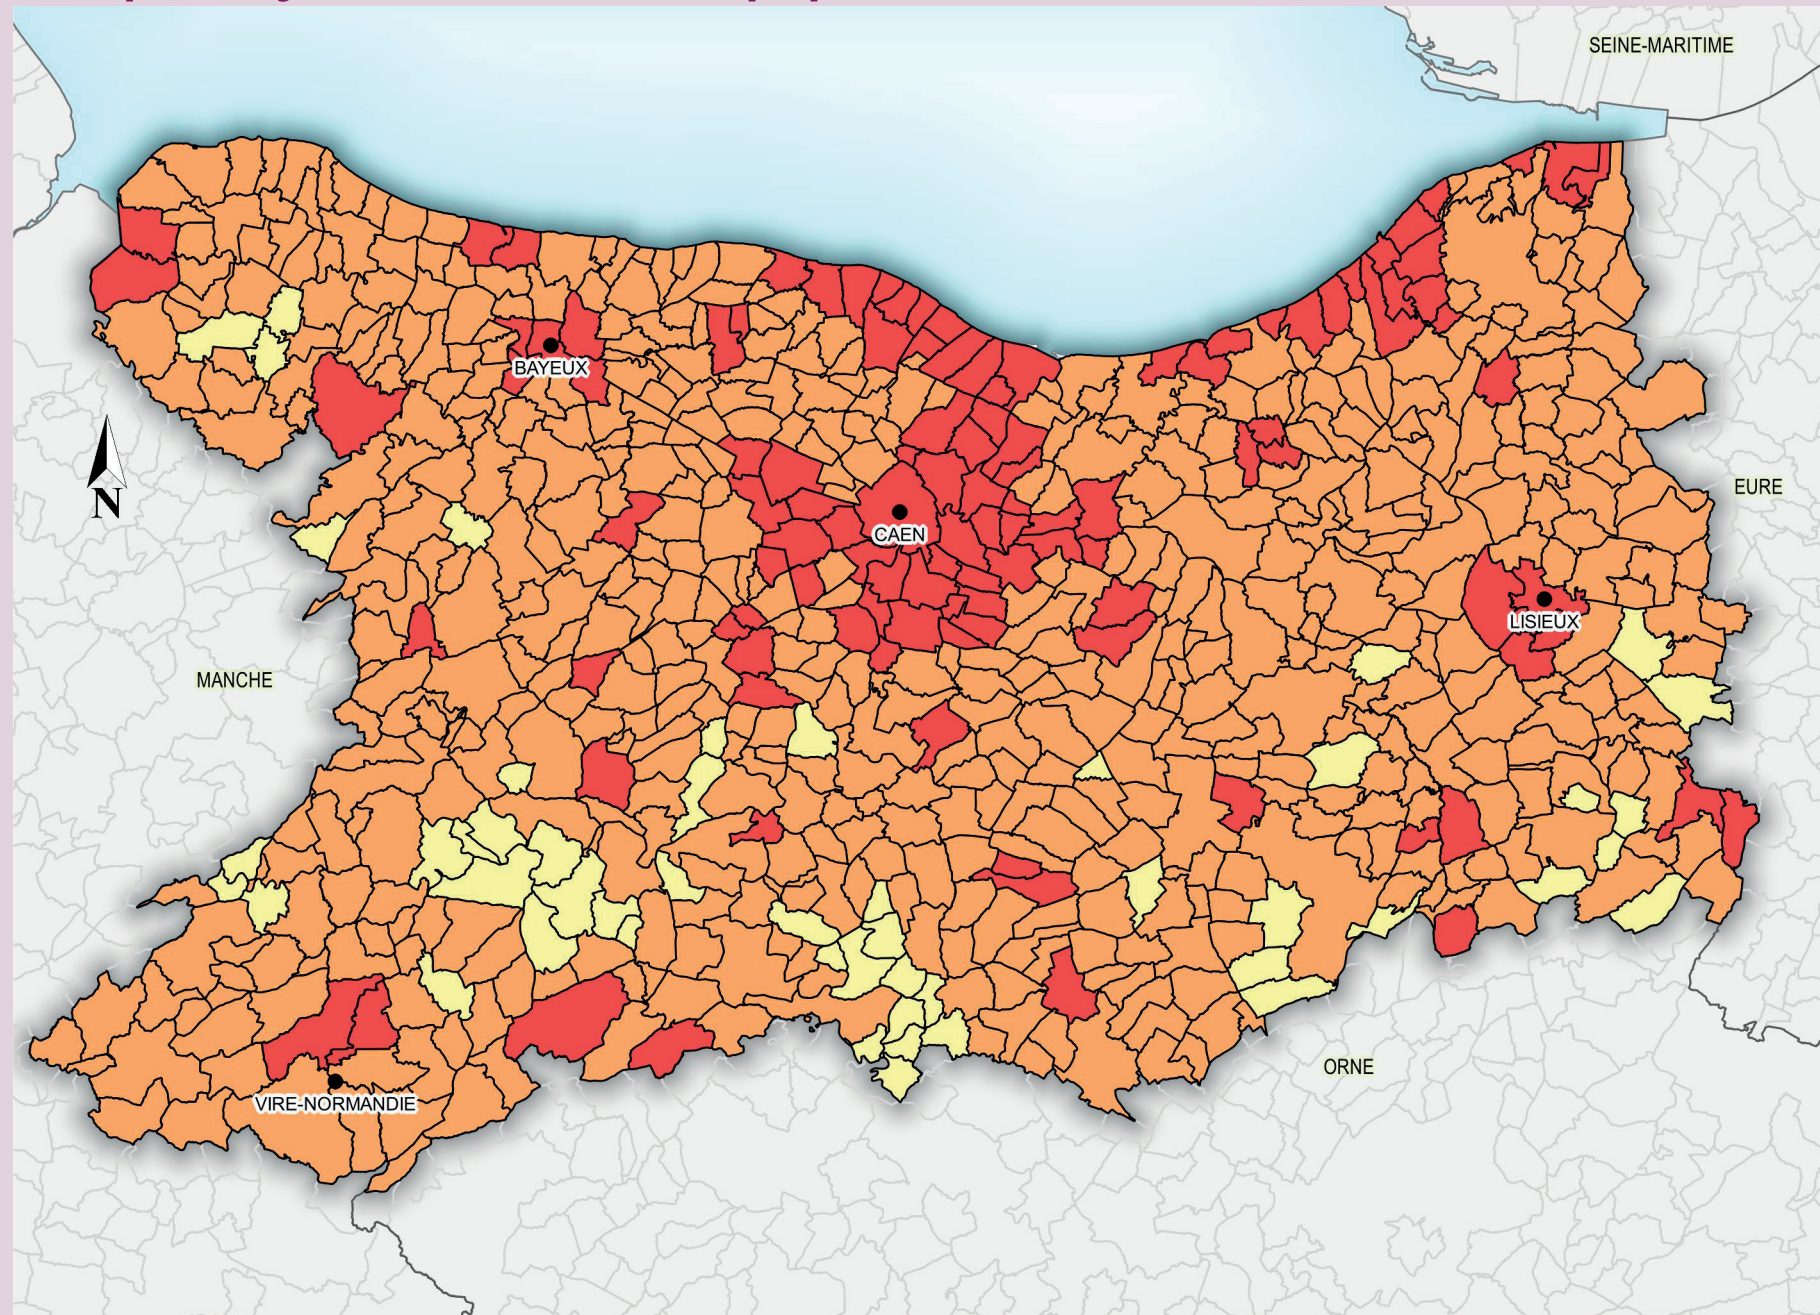 SEINE-MARITIME
BAYEUX
EURE
N
CAEN
LISIEUX
MANCHE
ORNE
VIRE-NORMANDIE